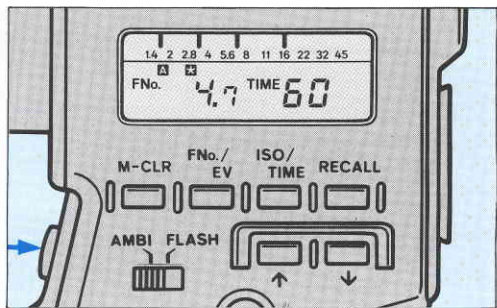 1.4 2 2.8 4 5.6 8 11 16 22 32 45
A *
FNo. 4.7 TIME 60
M-CLR FNo./ EV ISO/ TIME RECALL
AMBI FLASH
↑ ↓